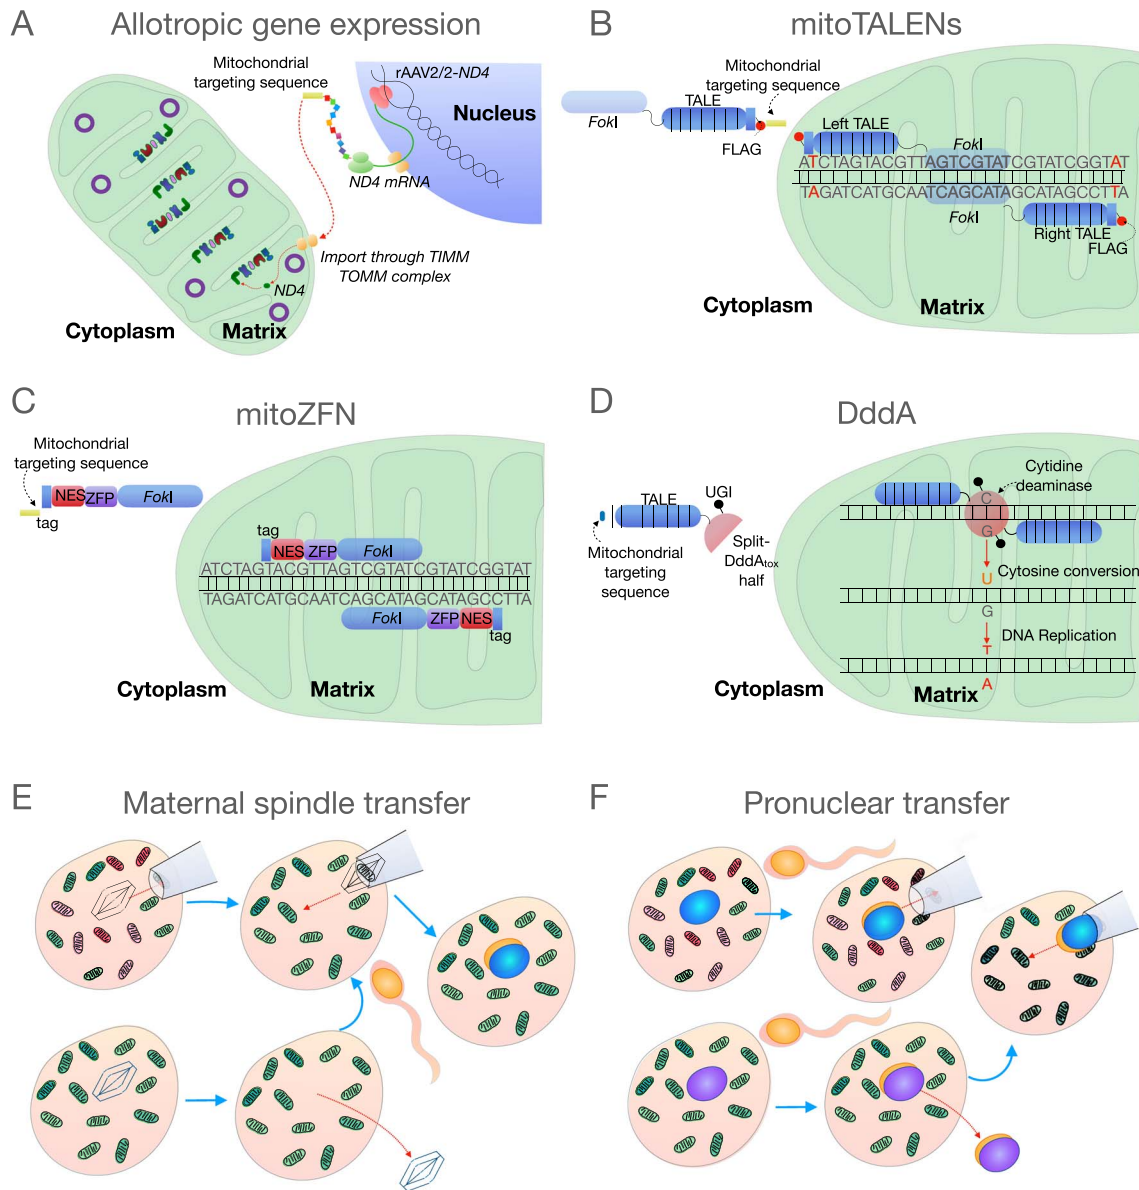 A
Allotropic gene expression
Mitochondrial
targeting sequence
rAAV2/2-ND4
Nucleus
ND4 mRNA
Import through TIMM
TOMM complex
ND4
Cytoplasm
Matrix
B
mitoTALENs
Mitochondrial
targeting sequence
TALE
FokI
FLAG
Left TALE
FokI
ATCTAGTACGTTAGTCGTATCGTATCGGTAT
TAGATCATGCAATCAGCATAGCATAGCCTTA
FokI
Right TALE
FLAG
Cytoplasm
Matrix
C
mitoZFN
Mitochondrial
targeting sequence
NES ZFP FokI
tag
tag
NES ZFP FokI
ATCTAGTACGTTAGTCGTATCGTATCGGTAT
TAGATCATGCAATCAGCATAGCATAGCCTTA
FokI ZFP NES
tag
Cytoplasm
Matrix
D
DddA
UGI
TALE
Mitochondrial
targeting
sequence
Split-
DddAtox
half
Cytidine
deaminase
C
G
Cytosine conversion
U
G
DNA Replication
T
A
Cytoplasm
Matrix
E
Maternal spindle transfer
F
Pronuclear transfer